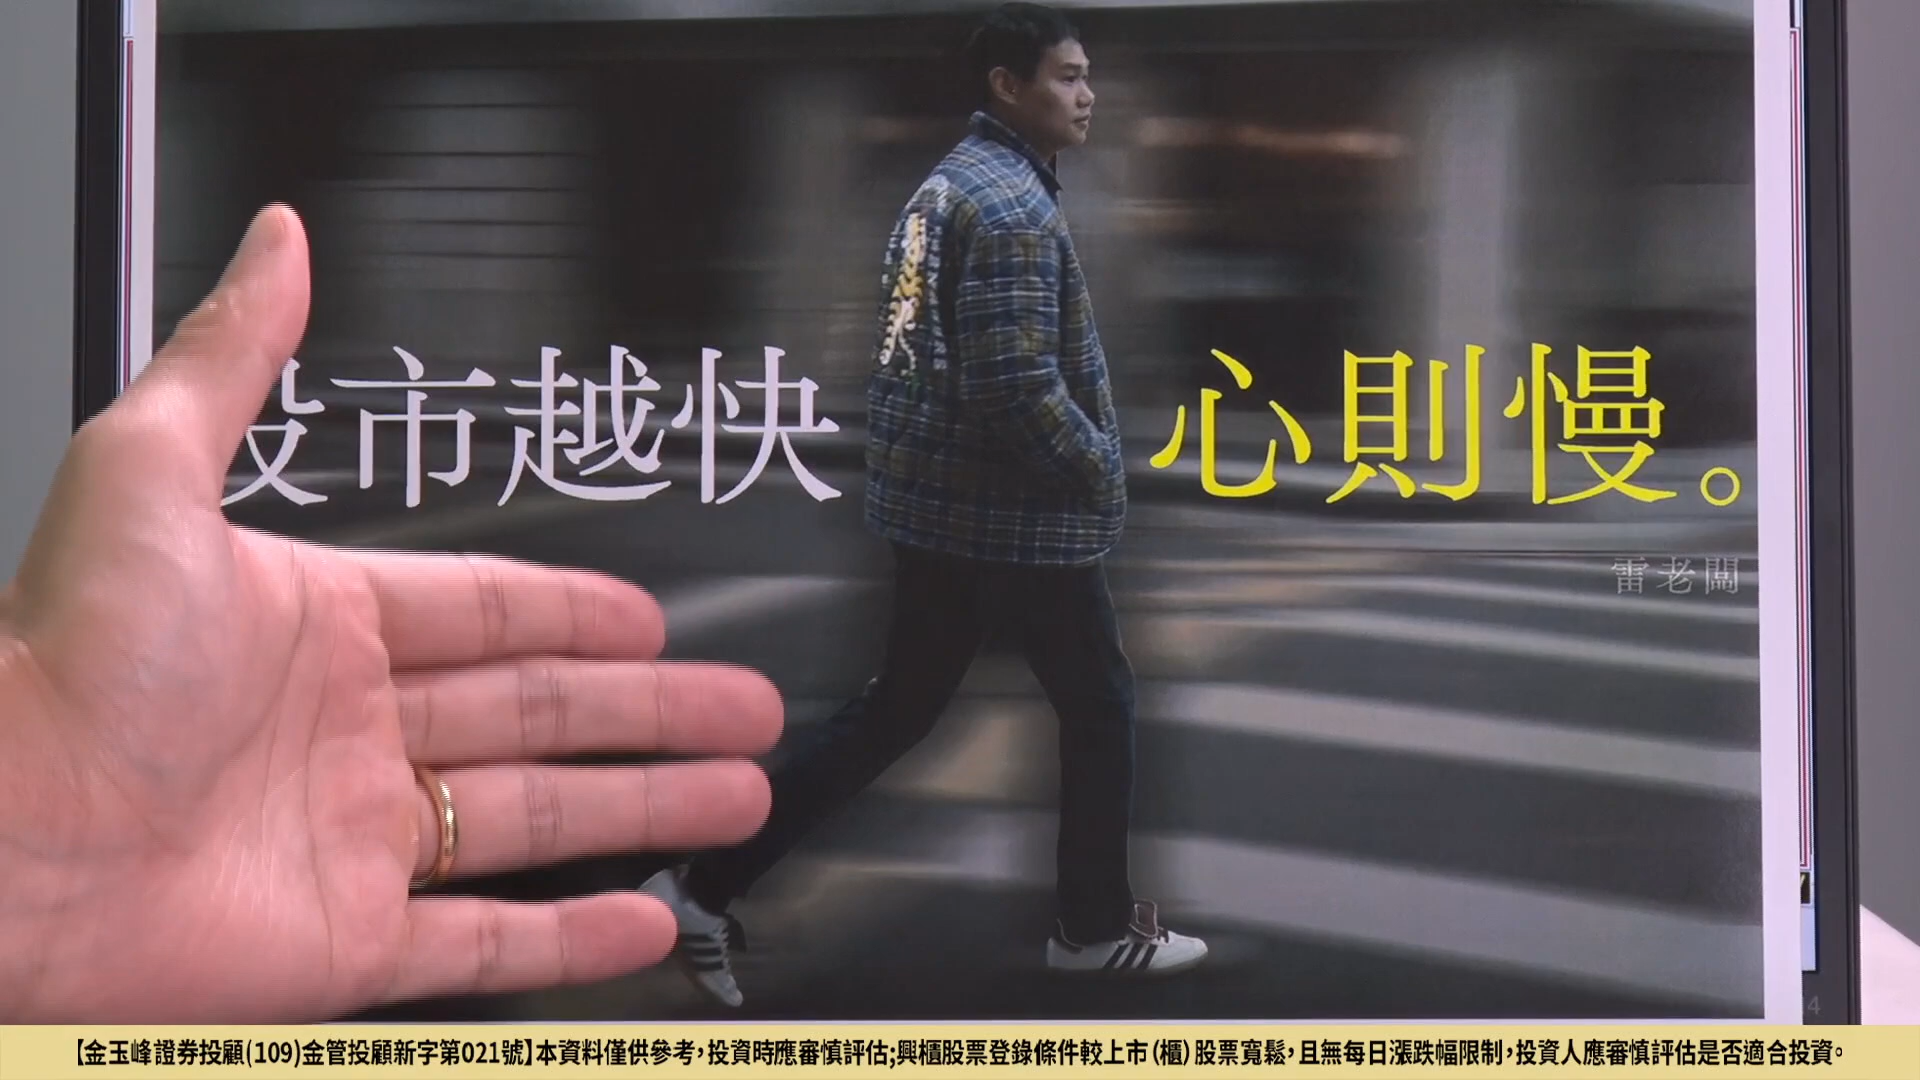 股市越快 心則慢。
雷老闆
【金玉峰證券投顧(109)金管投顧新字第021號】本資料僅供參考,投資時應審慎評估;興櫃股票登錄條件較上市(櫃)股票寬鬆,且無每日漲跌幅限制,投資人應審慎評估是否適合投資。